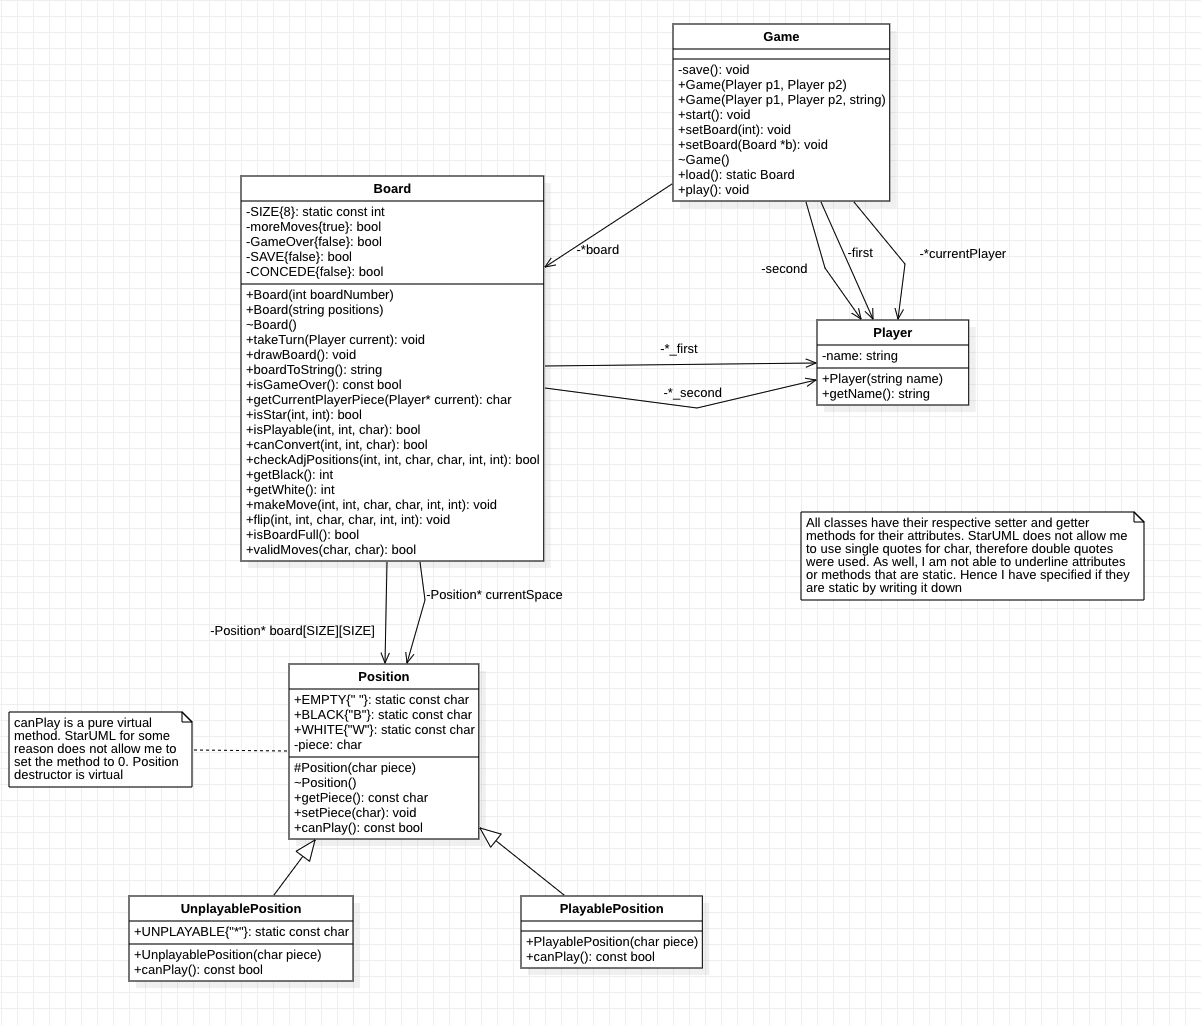 Game
-save(): void
+Game(Player p1, Player p2)
+Game(Player p1, Player p2, string)
+start(): void
+setBoard(int): void
+setBoard(Board *b): void
~Game()
+load(): static Board
+play(): void
Board
-SIZE{8}: static const int
-moreMoves{true}: bool
-GameOver{false}: bool
-SAVE{false}: bool
-CONCEDE{false}: bool
+Board(int boardNumber)
+Board(string positions)
~Board()
+takeTurn(Player current): void
+drawBoard(): void
+boardToString(): string
+isGameOver(): const bool
+getCurrentPlayerPiece(Player* current): char
+isStar(int, int): bool
+isPlayable(int, int, char): bool
+canConvert(int, int, char): bool
+checkAdjPositions(int, int, char, char, int, int): bool
+getBlack(): int
+getWhite(): int
+makeMove(int, int, char, char, int, int): void
+flip(int, int, char, char, int, int): void
+isBoardFull(): bool
+validMoves(char, char): bool
-*board
-second
-first
-*currentPlayer
Player
-name: string
+Player(string name)
+getName(): string
-*_first
-*_second
All classes have their respective setter and getter
methods for their attributes. StarUML does not allow me
to use single quotes for char, therefore double quotes
were used. As well, I am not able to underline attributes
or methods that are static. Hence I have specified if they
are static by writing it down
-Position* currentSpace
-Position* board[SIZE][SIZE]
Position
+EMPTY{" "}: static const char
+BLACK{"B"}: static const char
+WHITE{"W"}: static const char
-piece: char
#Position(char piece)
~Position()
+getPiece(): const char
+setPiece(char): void
+canPlay(): const bool
canPlay is a pure virtual
method. StarUML for some
reason does not allow me to
set the method to 0. Position
destructor is virtual
UnplayablePosition
+UNPLAYABLE{"*"}: static const char
+UnplayablePosition(char piece)
+canPlay(): const bool
PlayablePosition
+PlayablePosition(char piece)
+canPlay(): const bool